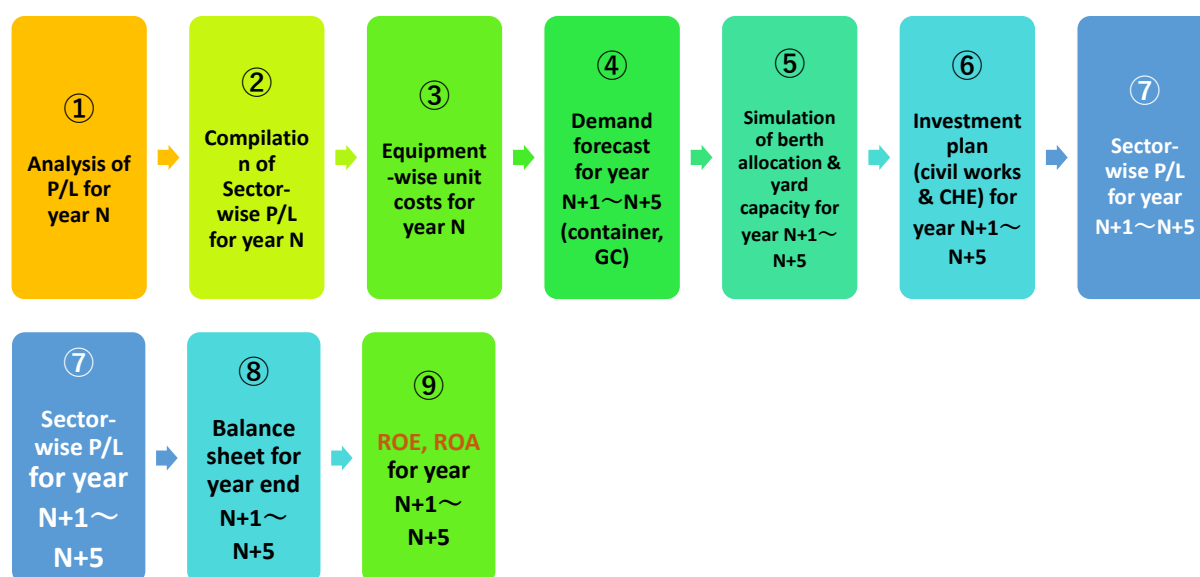 ①
Analysis of
P/L for
year N
②
Compilatio
n of
Sector-
wise P/L
for year N
③
Equipment
-wise unit
costs for
year N
④
Demand
forecast
for year
N+1～N+5
(container,
GC)
⑤
Simulation
of berth
allocation &
yard
capacity for
year N+1～
N+5
⑥
Investment
plan
(civil works
& CHE) for
year N+1～
N+5
⑦
Sector-
wise P/L
for year
N+1～N+5
⑦
Sector-
wise P/L
for year
N+1～
N+5
⑧
Balance
sheet for
year end
N+1～
N+5
⑨
ROE, ROA
for year
N+1～
N+5